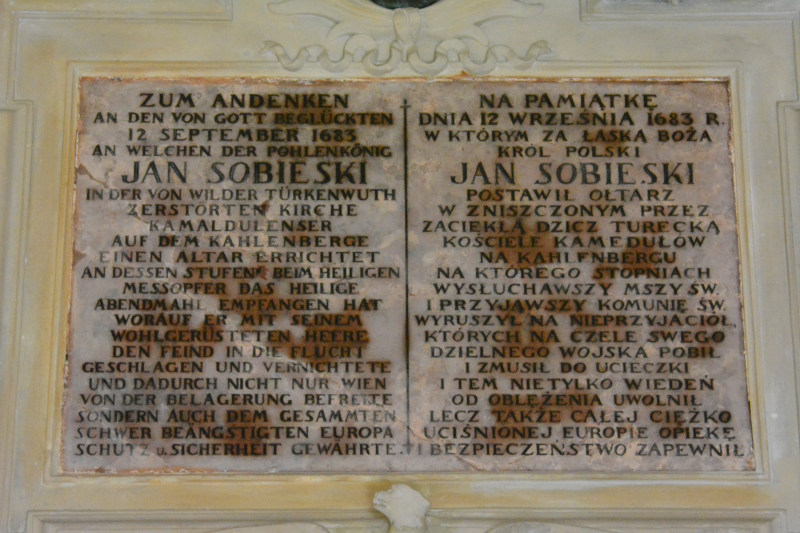 ZUM ANDENKEN
AN DEN VON GOTT BEGLÜCKTEN
12 SEPTEMBER 1683
AN WELCHEN DER POHLENKÖNIG
JAN SOBIESKI
IN DER VON WILDER TÜRKENWUTH
ZERSTÖRTEN KIRCHE
KAMALDULENSER
AUF DEM KAHLENBERGE
EINEN ALTAR ERRICHTET
AN DESSEN STUFEN BEIM HEILIGEN
MESSOPFER DAS HEILIGE
ABENDMAHL EMPFANGEN HAT
WORAUF ER MIT SEINEM
WOHLGERÜSTETEN HEERE
DEN FEIND IN DIE FLUCHT
GESCHLAGEN UND VERNICHTETE
UND DADURCH NICHT NUR WIEN
VON DER BELAGERUNG BEFREITE
SONDERN AUCH DEM GESAMMTEN
SCHWER BEÄNGSTIGTEN EUROPA
SCHUTZ u. SICHERHEIT GEWÄHRTE.
NA PAMIĄTKĘ
DNIA 12 WRZEŚNIA 1683 R.
W KTÓRYM ZA ŁASKĄ BOŻĄ
KRÓL POLSKI
JAN SOBIESKI
POSTAWIŁ OŁTARZ
W ZNISZCZONYM PRZEZ
ZACIEKŁĄ DZICZ TURECKĄ
KOŚCIELE KAMEDUŁÓW
NA KAHLENBERGU
NA KTÓREGO STOPNIACH
WYSŁUCHAWSZY MSZY ŚW.
I PRZYJĄWSZY KOMUNIĘ ŚW.
WYRUSZYŁ NA NIEPRZYJACIÓŁ,
KTÓRYCH NA CZELE SWEGO
DZIELNEGO WOJSKA POBIŁ
I ZMUSIŁ DO UCIECZKI
I TEM NIETYLKO WIEDEŃ
OD OBLĘŻENIA UWOLNIŁ
LECZ TAKŻE CAŁEJ CIĘŻKO
UCIŚNIONEJ EUROPIE OPIEKĘ
I BEZPIECZEŃSTWO ZAPEWNIŁ